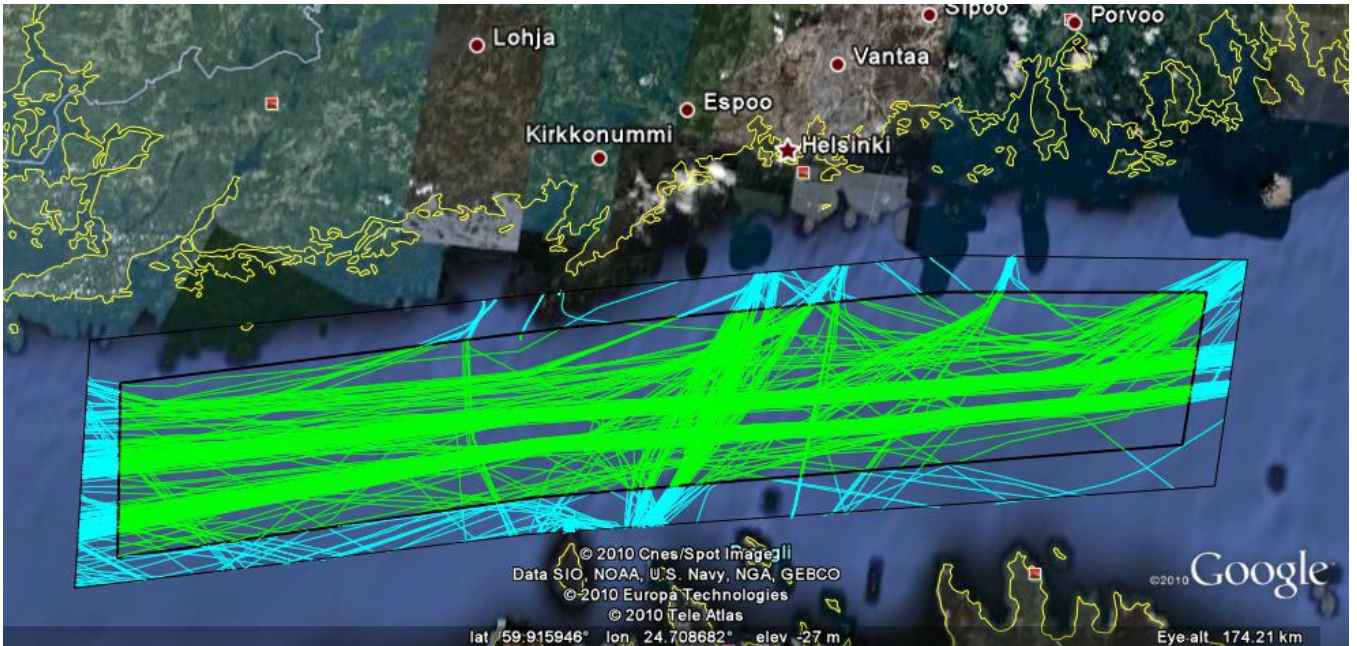 Sipoo
Porvoo
Lohja
Vantaa
Espoo
Kirkkonummi
Helsinki
© 2010 Cnes/Spot Image
Data SIO, NOAA, U.S. Navy, NGA, GEBCO
© 2010 Europa Technologies
© 2010 Tele Atlas
©2010 Google
lat 59.915946° lon 24.708682° elev -27 m
Eye alt 174.21 km